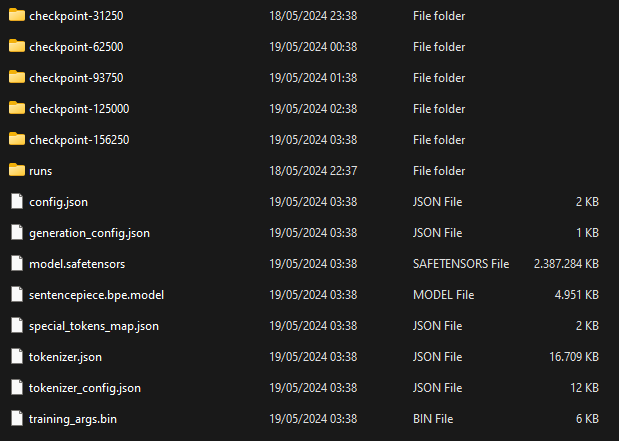 checkpoint-31250 18/05/2024 23:38 File folder
checkpoint-62500 19/05/2024 00:38 File folder
checkpoint-93750 19/05/2024 01:38 File folder
checkpoint-125000 19/05/2024 02:38 File folder
checkpoint-156250 19/05/2024 03:38 File folder
runs 18/05/2024 22:37 File folder
config.json 19/05/2024 03:38 JSON File 2 KB
generation_config.json 19/05/2024 03:38 JSON File 1 KB
model.safetensors 19/05/2024 03:38 SAFETENSORS File 2.387.284 KB
sentencepiece.bpe.model 19/05/2024 03:38 MODEL File 4.951 KB
special_tokens_map.json 19/05/2024 03:38 JSON File 2 KB
tokenizer.json 19/05/2024 03:38 JSON File 16.709 KB
tokenizer_config.json 19/05/2024 03:38 JSON File 12 KB
training_args.bin 19/05/2024 03:38 BIN File 6 KB